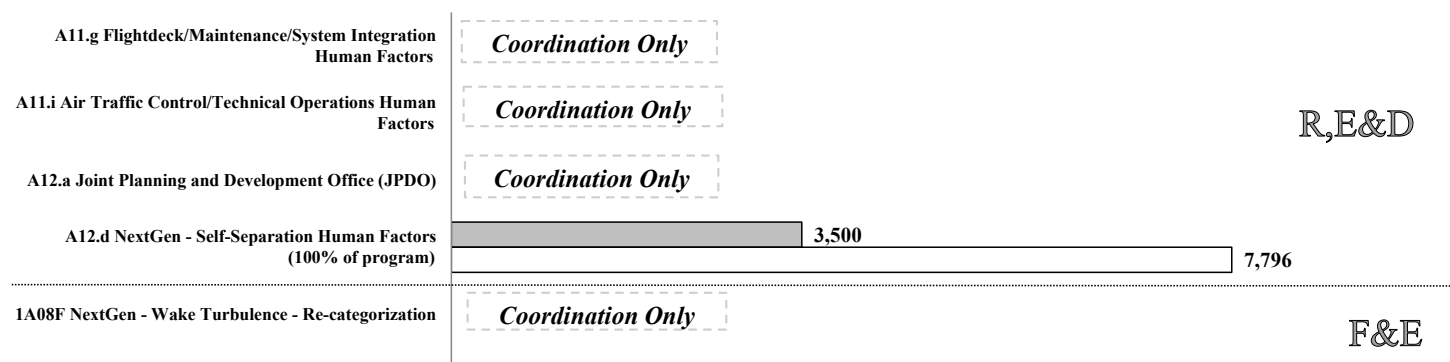 A11.g Flightdeck/Maintenance/System Integration
Human Factors
Coordination Only
A11.i Air Traffic Control/Technical Operations Human
Factors
Coordination Only
R,E&D
A12.a Joint Planning and Development Office (JPDO)
Coordination Only
A12.d NextGen - Self-Separation Human Factors
(100% of program)
3,500
7,796
1A08F NextGen - Wake Turbulence - Re-categorization
Coordination Only
F&E